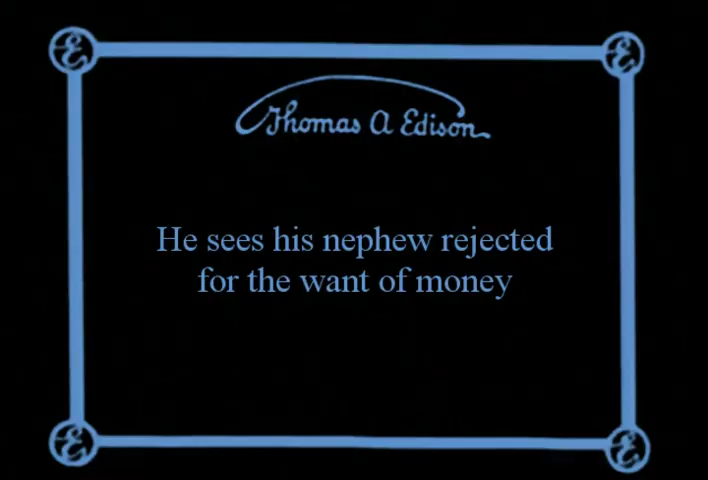 Thomas A Edison
He sees his nephew rejected
for the want of money